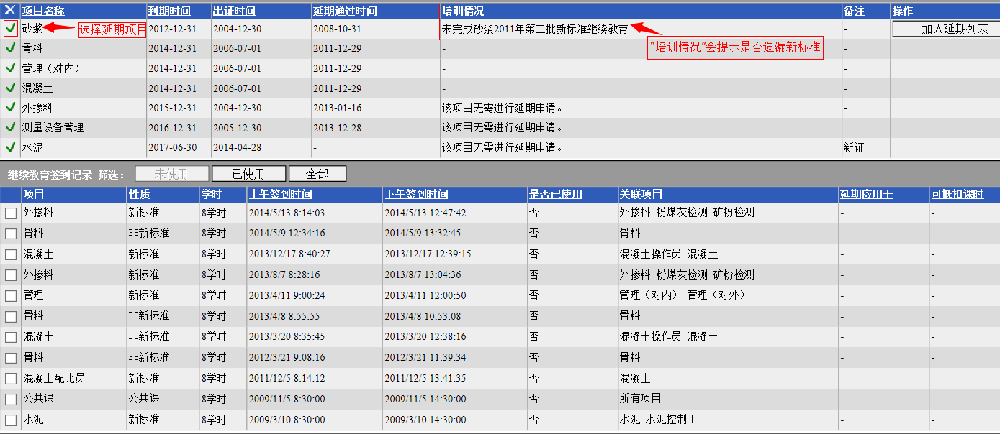 项目名称 到期时间 出证时间 延期通过时间 培训情况 备注 操作
砂浆 选择延期项目 2012-12-31 2004-12-30 2008-10-31 未完成砂浆2011年第二批新标准继续教育 - 加入延期列表
“培训情况”会提示是否遗漏新标准
骨料 2014-12-31 2006-07-01 2011-12-29 - -
管理（对内） 2014-12-31 2006-07-01 2011-12-29 - -
混凝土 2014-12-31 2006-07-01 2011-12-29 - -
外掺料 2015-12-31 2004-12-30 2013-01-16 该项目无需进行延期申请。 -
测量设备管理 2016-12-31 2005-12-30 2013-12-28 该项目无需进行延期申请。 -
水泥 2017-06-30 2014-04-28 - 该项目无需进行延期申请。 新证
继续教育签到记录 筛选： 未使用 已使用 全部
项目 性质 学时 上午签到时间 下午签到时间 是否已使用 关联项目 延期应用于 可抵扣课时
外掺料 新标准 8学时 2014/5/13 8:14:03 2014/5/13 12:47:42 否 外掺料 粉煤灰检测 矿粉检测 - -
骨料 非新标准 8学时 2014/5/9 12:34:16 2014/5/9 13:32:45 否 骨料 - -
混凝土 新标准 8学时 2013/12/17 8:40:27 2013/12/17 12:39:15 否 混凝土操作员 混凝土 - -
外掺料 新标准 8学时 2013/8/7 8:28:16 2013/8/7 13:04:36 否 外掺料 粉煤灰检测 矿粉检测 - -
管理 新标准 8学时 2013/4/11 9:00:24 2013/4/11 12:00:50 否 管理（对内） 管理（对外） - -
骨料 非新标准 8学时 2013/4/8 8:55:55 2013/4/8 10:53:08 否 骨料 - -
混凝土 非新标准 8学时 2013/3/20 8:35:45 2013/3/20 12:38:16 否 混凝土操作员 混凝土 - -
骨料 非新标准 8学时 2012/3/21 9:08:16 2012/3/21 11:39:34 否 骨料 - -
混凝土配比员 新标准 8学时 2011/12/5 8:14:12 2011/12/5 13:41:35 否 混凝土 - -
公共课 公共课 8学时 2009/11/5 8:30:00 2009/11/5 14:30:00 否 所有项目 - -
水泥 新标准 8学时 2009/3/10 8:30:00 2009/3/10 14:30:00 否 水泥 水泥控制工 - -